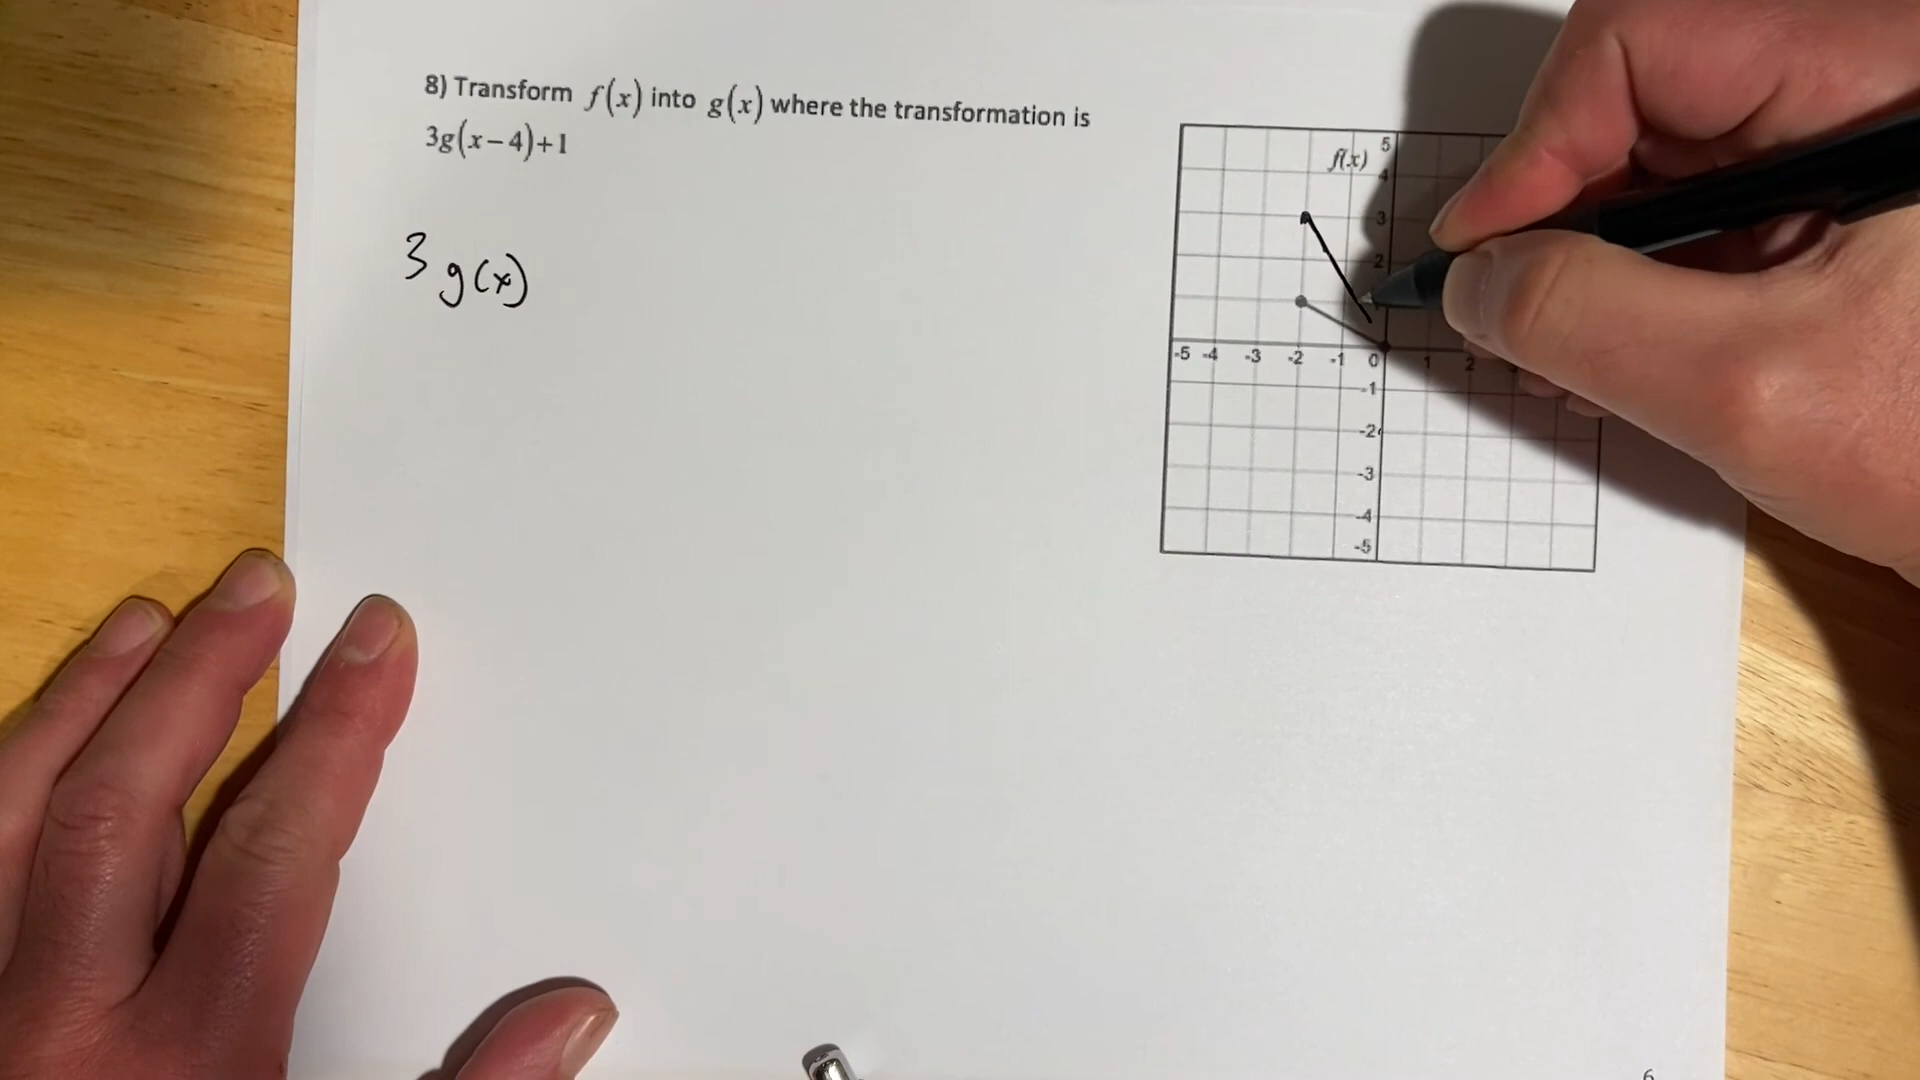 8) Transform f(x) into g(x) where the transformation is
3g(x-4)+1
3 g(x)
f(x)
5
4
3
2
-5 -4 -3 -2 -1 0 1 2
-1
-2
-3
-4
-5
6